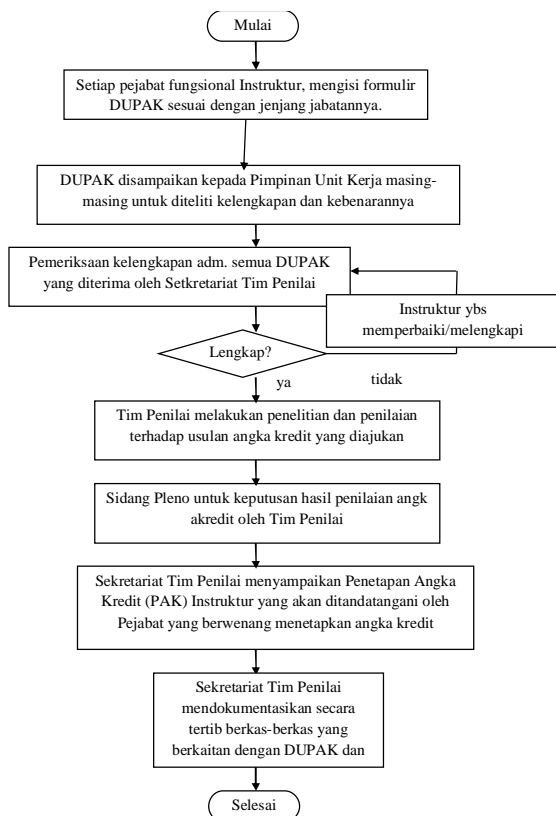 Mulai
Setiap pejabat fungsional Instruktur, mengisi formulir
DUPAK sesuai dengan jenjang jabatannya.
DUPAK disampaikan kepada Pimpinan Unit Kerja masing-
masing untuk diteliti kelengkapan dan kebenarannya
Pemeriksaan kelengkapan adm. semua DUPAK
yang diterima oleh Setkretariat Tim Penilai
Instruktur ybs
memperbaiki/melengkapi
Lengkap?
ya
tidak
Tim Penilai melakukan penelitian dan penilaian
terhadap usulan angka kredit yang diajukan
Sidang Pleno untuk keputusan hasil penilaian angk
akredit oleh Tim Penilai
Sekretariat Tim Penilai menyampaikan Penetapan Angka
Kredit (PAK) Instruktur yang akan ditandatangani oleh
Pejabat yang berwenang menetapkan angka kredit
Sekretariat Tim Penilai
mendokumentasikan secara
tertib berkas-berkas yang
berkaitan dengan DUPAK dan
Selesai